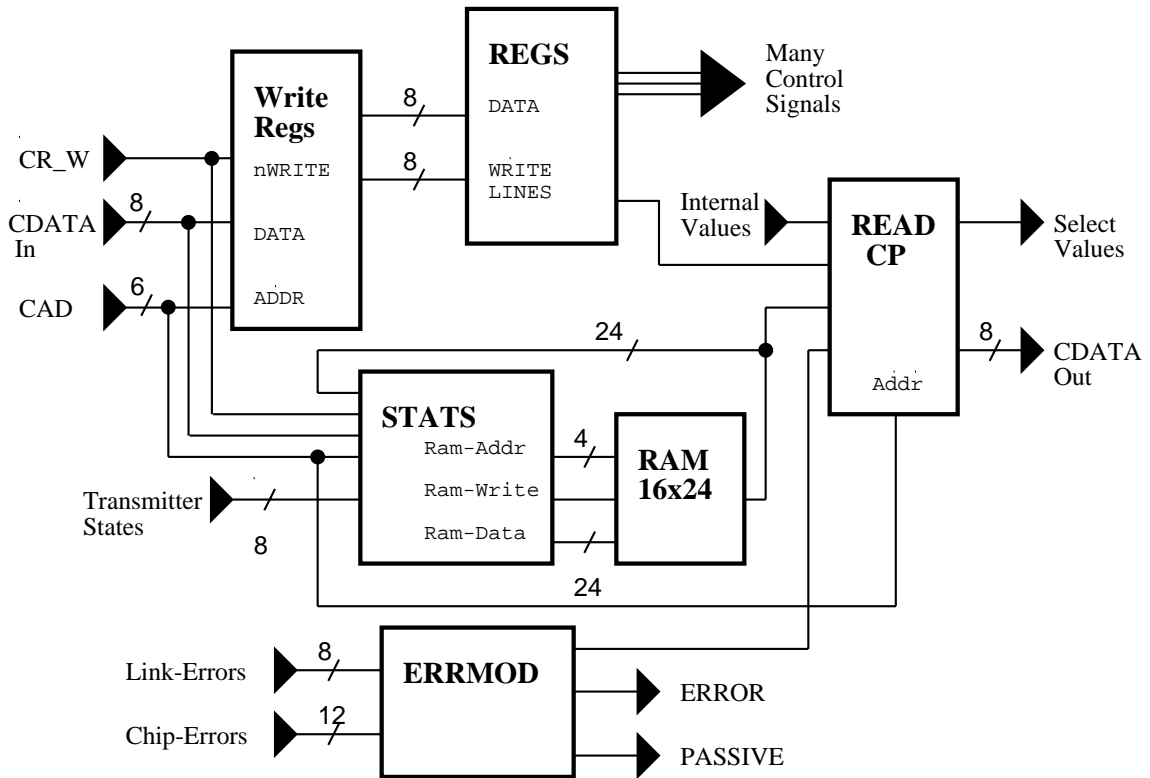 REGS
DATA
WRITE
LINES
Many
Control
Signals
Write
Regs
nWRITE
DATA
ADDR
8
8
CR_W
8
CDATA
In
6
CAD
Internal
Values
READ
CP
Addr
Select
Values
8
CDATA
Out
24
STATS
Ram-Addr
Ram-Write
Ram-Data
4
RAM
16x24
Transmitter
States
8
24
Link-Errors
8
ERRMOD
Chip-Errors
12
ERROR
PASSIVE